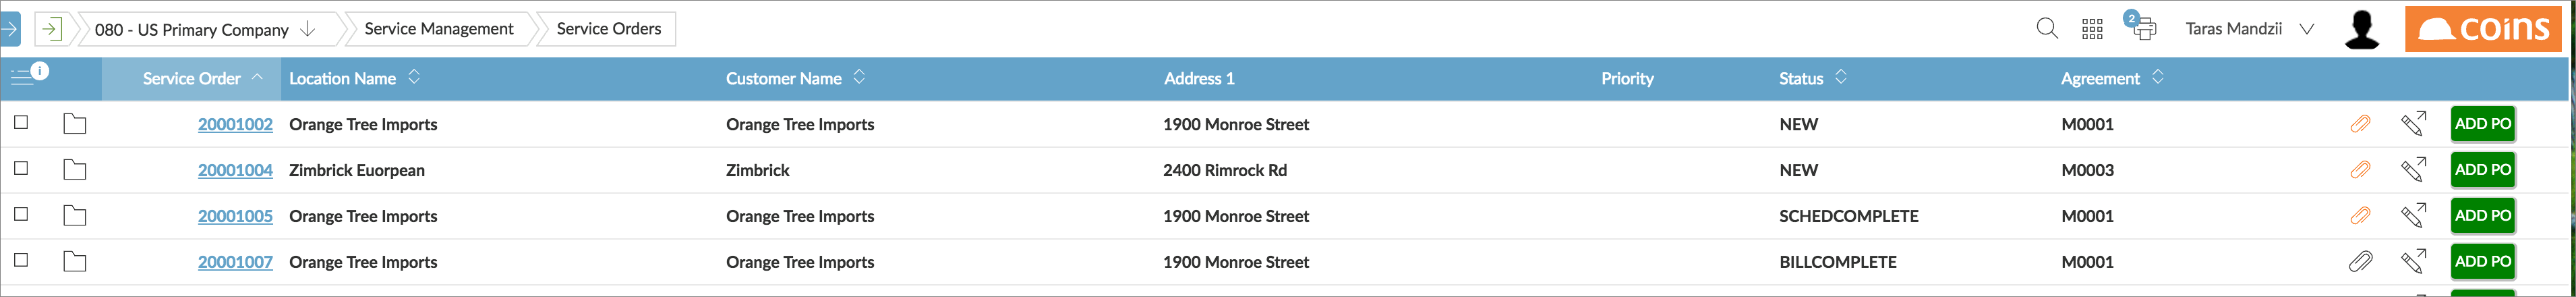 080 - US Primary Company Service Management Service Orders 2 Taras Mandzii coins
i Service Order Location Name Customer Name Address 1 Priority Status Agreement
20001002 Orange Tree Imports Orange Tree Imports 1900 Monroe Street NEW M0001 ADD PO
20001004 Zimbrick Euorpean Zimbrick 2400 Rimrock Rd NEW M0003 ADD PO
20001005 Orange Tree Imports Orange Tree Imports 1900 Monroe Street SCHEDCOMPLETE M0001 ADD PO
20001007 Orange Tree Imports Orange Tree Imports 1900 Monroe Street BILLCOMPLETE M0001 ADD PO